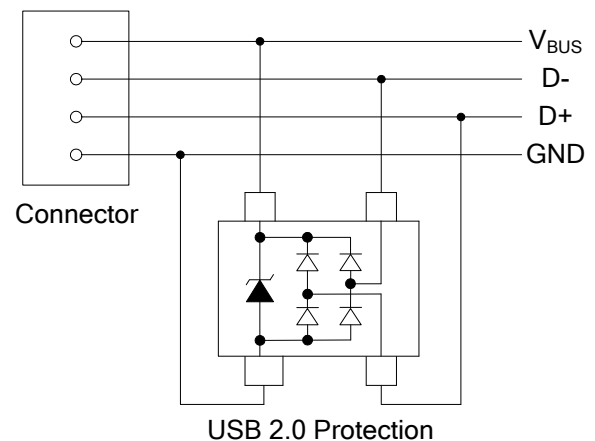 V_BUS
D-
D+
GND
Connector
USB 2.0 Protection